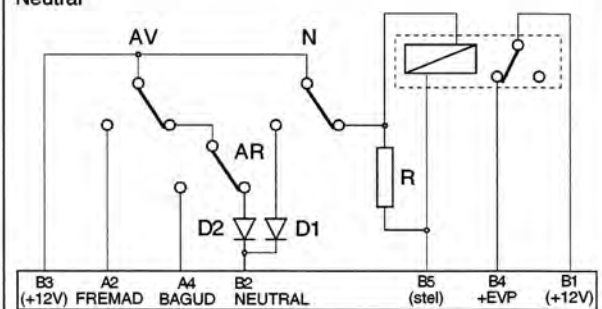 Neutral
AV N
AR
R
D2 D1
B3 A2 A4 B2 B5 B4 B1
(+12V) FREMAD BAGUD NEUTRAL (stel) +EVP (+12V)